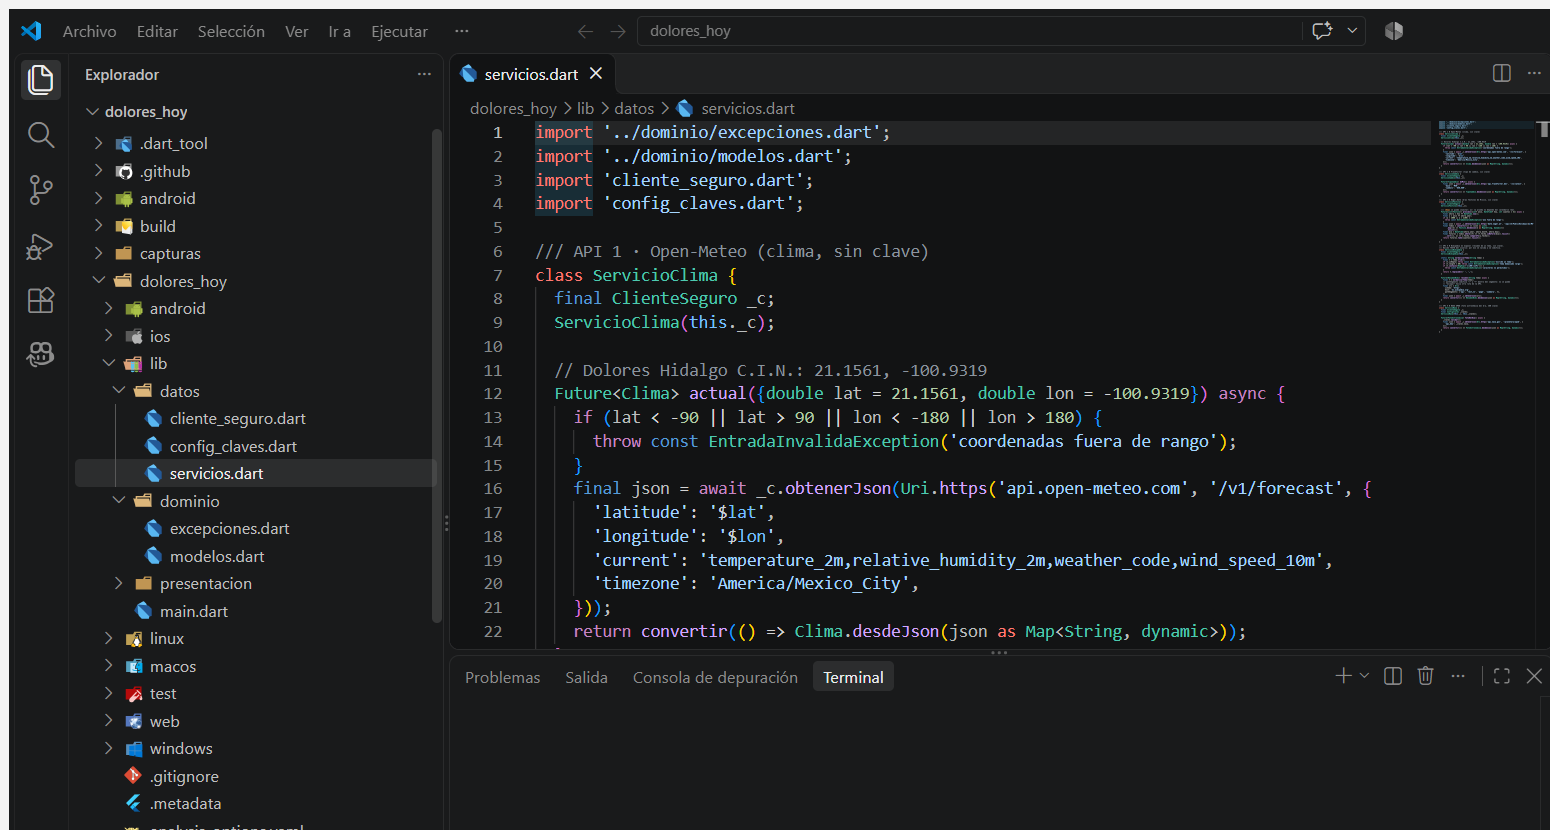 Archivo Editar Selección Ver Ir a Ejecutar ···
dolores_hoy
Explorador ···
dolores_hoy
.dart_tool
.github
android
build
capturas
dolores_hoy
android
ios
lib
datos
cliente_seguro.dart
config_claves.dart
servicios.dart
dominio
excepciones.dart
modelos.dart
presentacion
main.dart
linux
macos
test
web
windows
.gitignore
.metadata
servicios.dart
dolores_hoy > lib > datos > servicios.dart
1 import '../dominio/excepciones.dart';
2 import '../dominio/modelos.dart';
3 import 'cliente_seguro.dart';
4 import 'config_claves.dart';
5
6 /// API 1 · Open-Meteo (clima, sin clave)
7 class ServicioClima {
8 final ClienteSeguro _c;
9 ServicioClima(this._c);
10
11 // Dolores Hidalgo C.I.N.: 21.1561, -100.9319
12 Future<Clima> actual({double lat = 21.1561, double lon = -100.9319}) async {
13 if (lat < -90 || lat > 90 || lon < -180 || lon > 180) {
14 throw const EntradaInvalidaException('coordenadas fuera de rango');
15 }
16 final json = await _c.obtenerJson(Uri.https('api.open-meteo.com', '/v1/forecast', {
17 'latitude': '$lat',
18 'longitude': '$lon',
19 'current': 'temperature_2m,relative_humidity_2m,weather_code,wind_speed_10m',
20 'timezone': 'America/Mexico_City',
21 }));
22 return convertir(() => Clima.desdeJson(json as Map<String, dynamic>));
Problemas Salida Consola de depuración Terminal